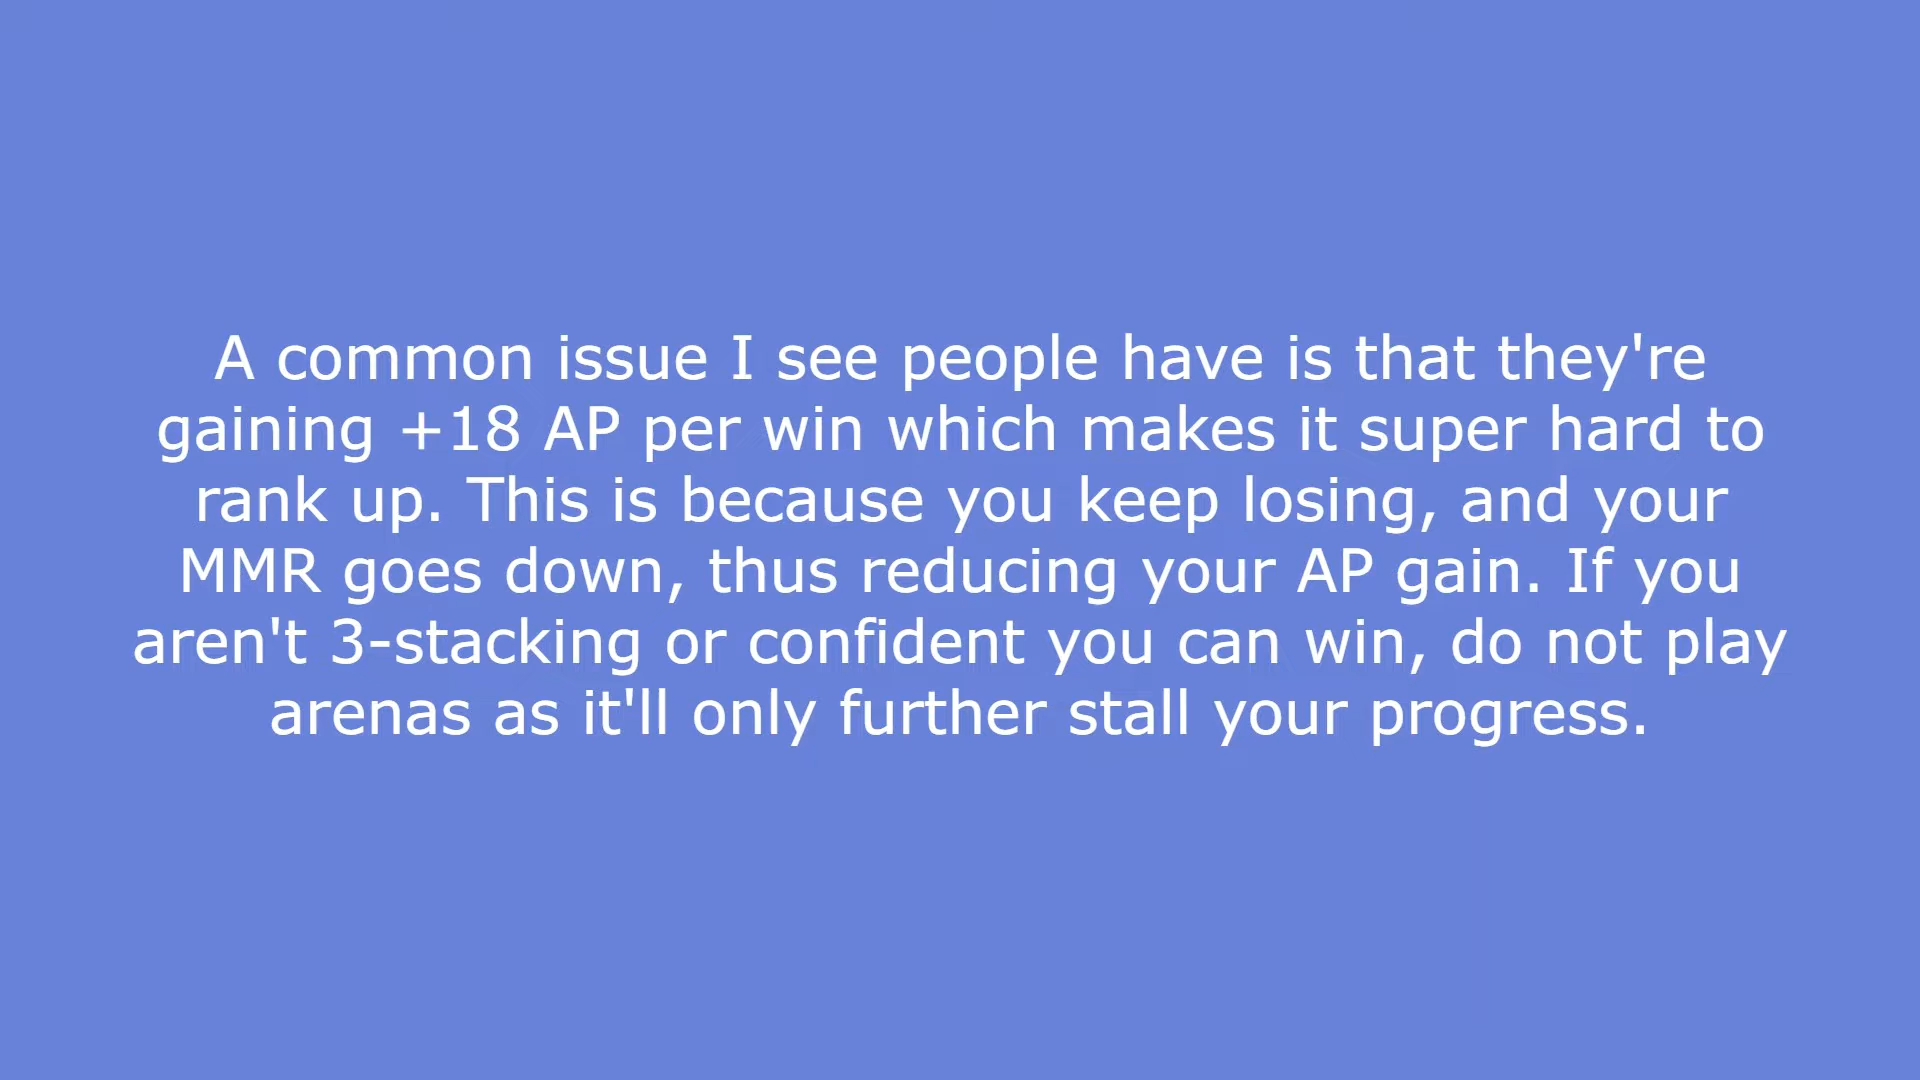 A common issue I see people have is that they're
gaining +18 AP per win which makes it super hard to
rank up. This is because you keep losing, and your
MMR goes down, thus reducing your AP gain. If you
aren't 3-stacking or confident you can win, do not play
arenas as it'll only further stall your progress.